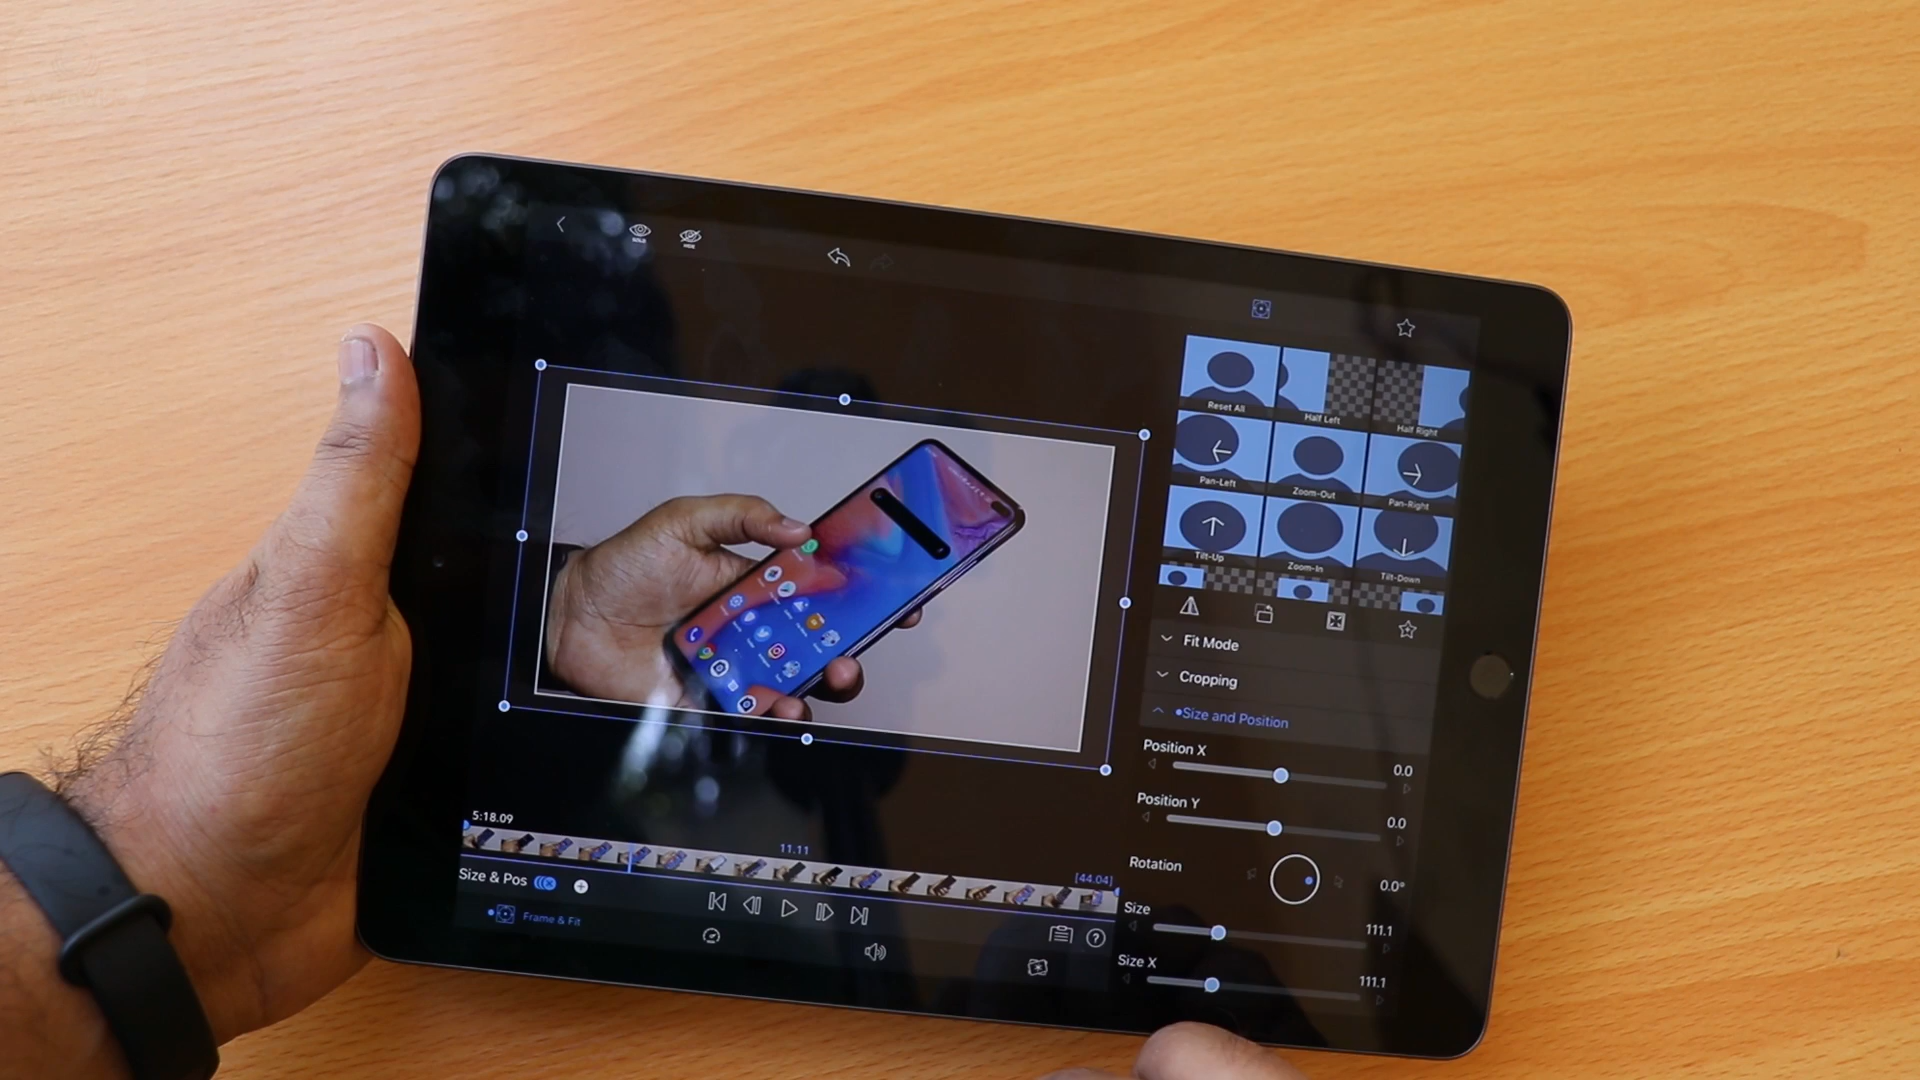 SOLO
HIDE
Reset All
Half Left
Half Right
Pan-Left
Zoom-Out
Pan-Right
Tilt-Up
Zoom-In
Tilt-Down
Fit Mode
Cropping
Size and Position
Position X
0.0
Position Y
0.0
Rotation
0.0°
Size
111.1
Size X
111.1
5:18.09
11.11
[44.04]
Size & Pos
Frame & Fit
?